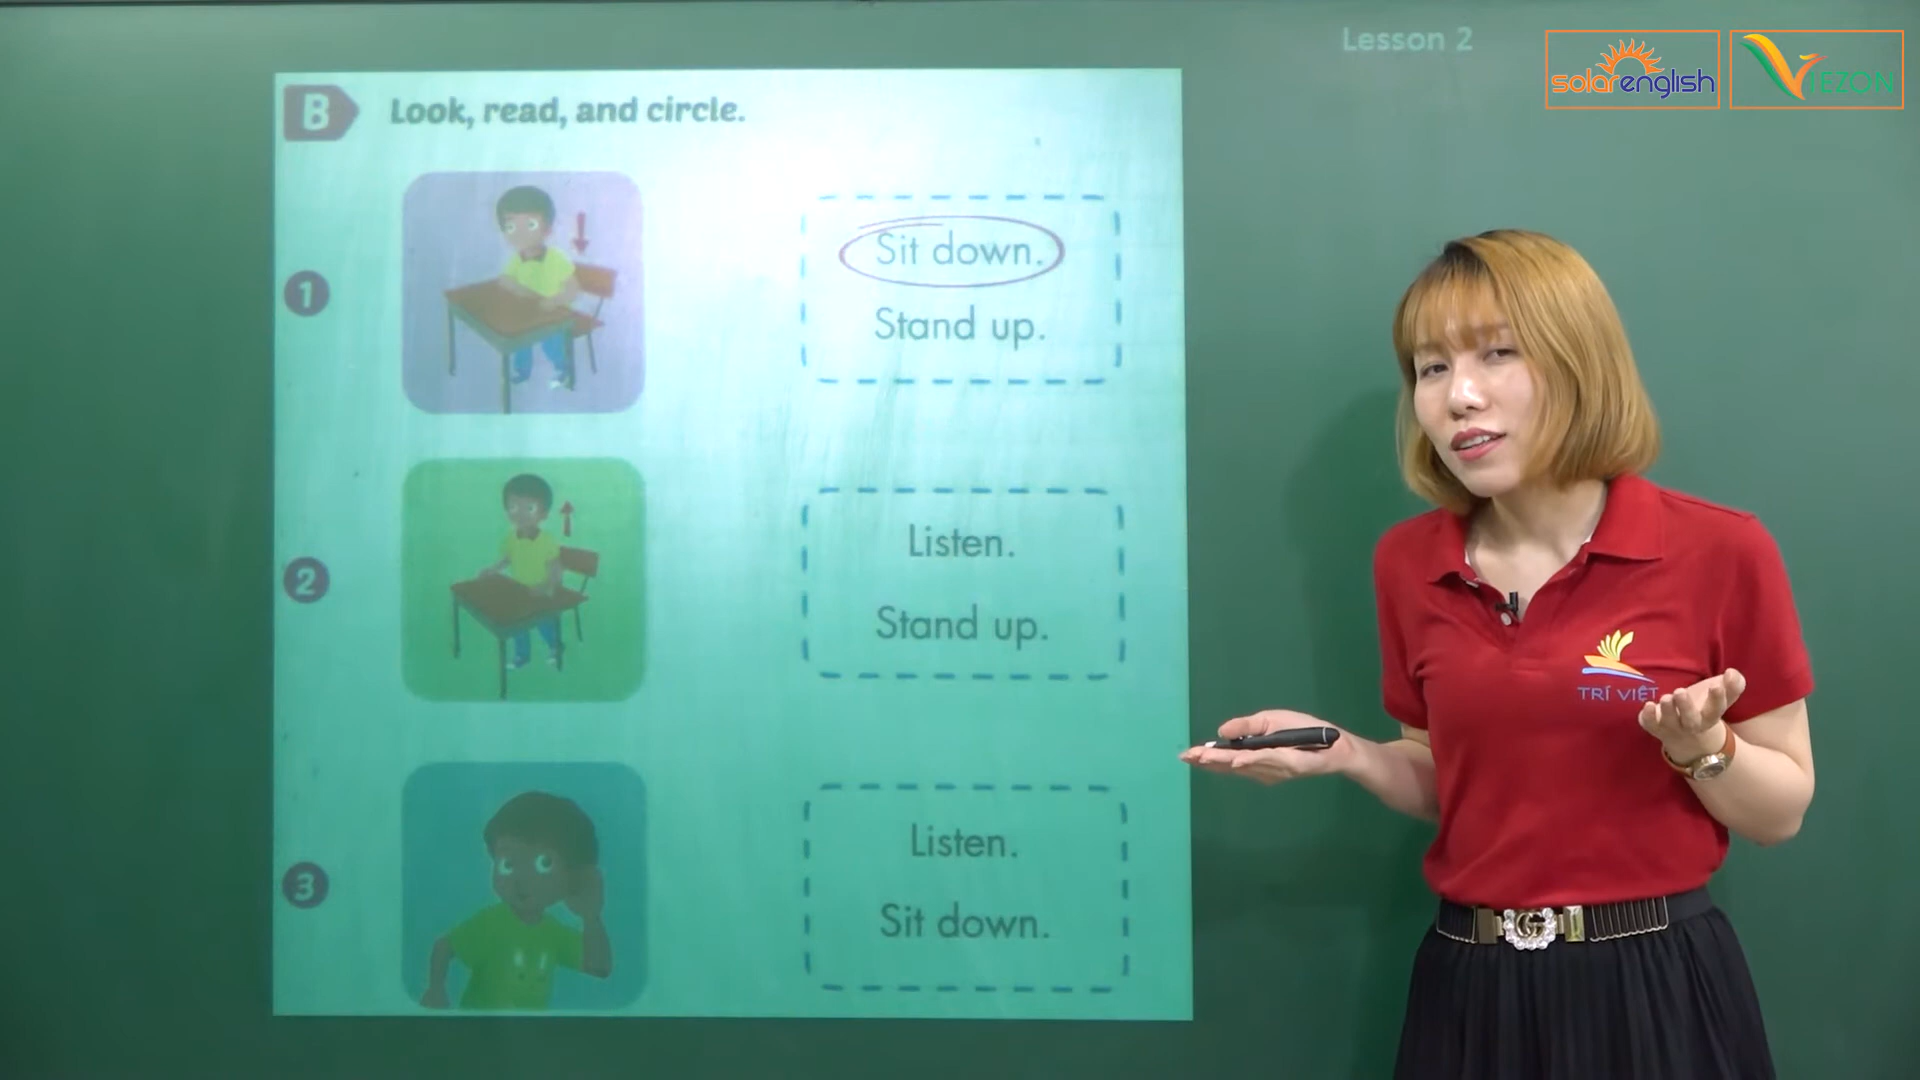 Lesson 2
solarenglish
VIEZON
B
Look, read, and circle.
1
Sit down.
Stand up.
2
Listen.
Stand up.
3
Listen.
Sit down.
TRÍ VIỆT